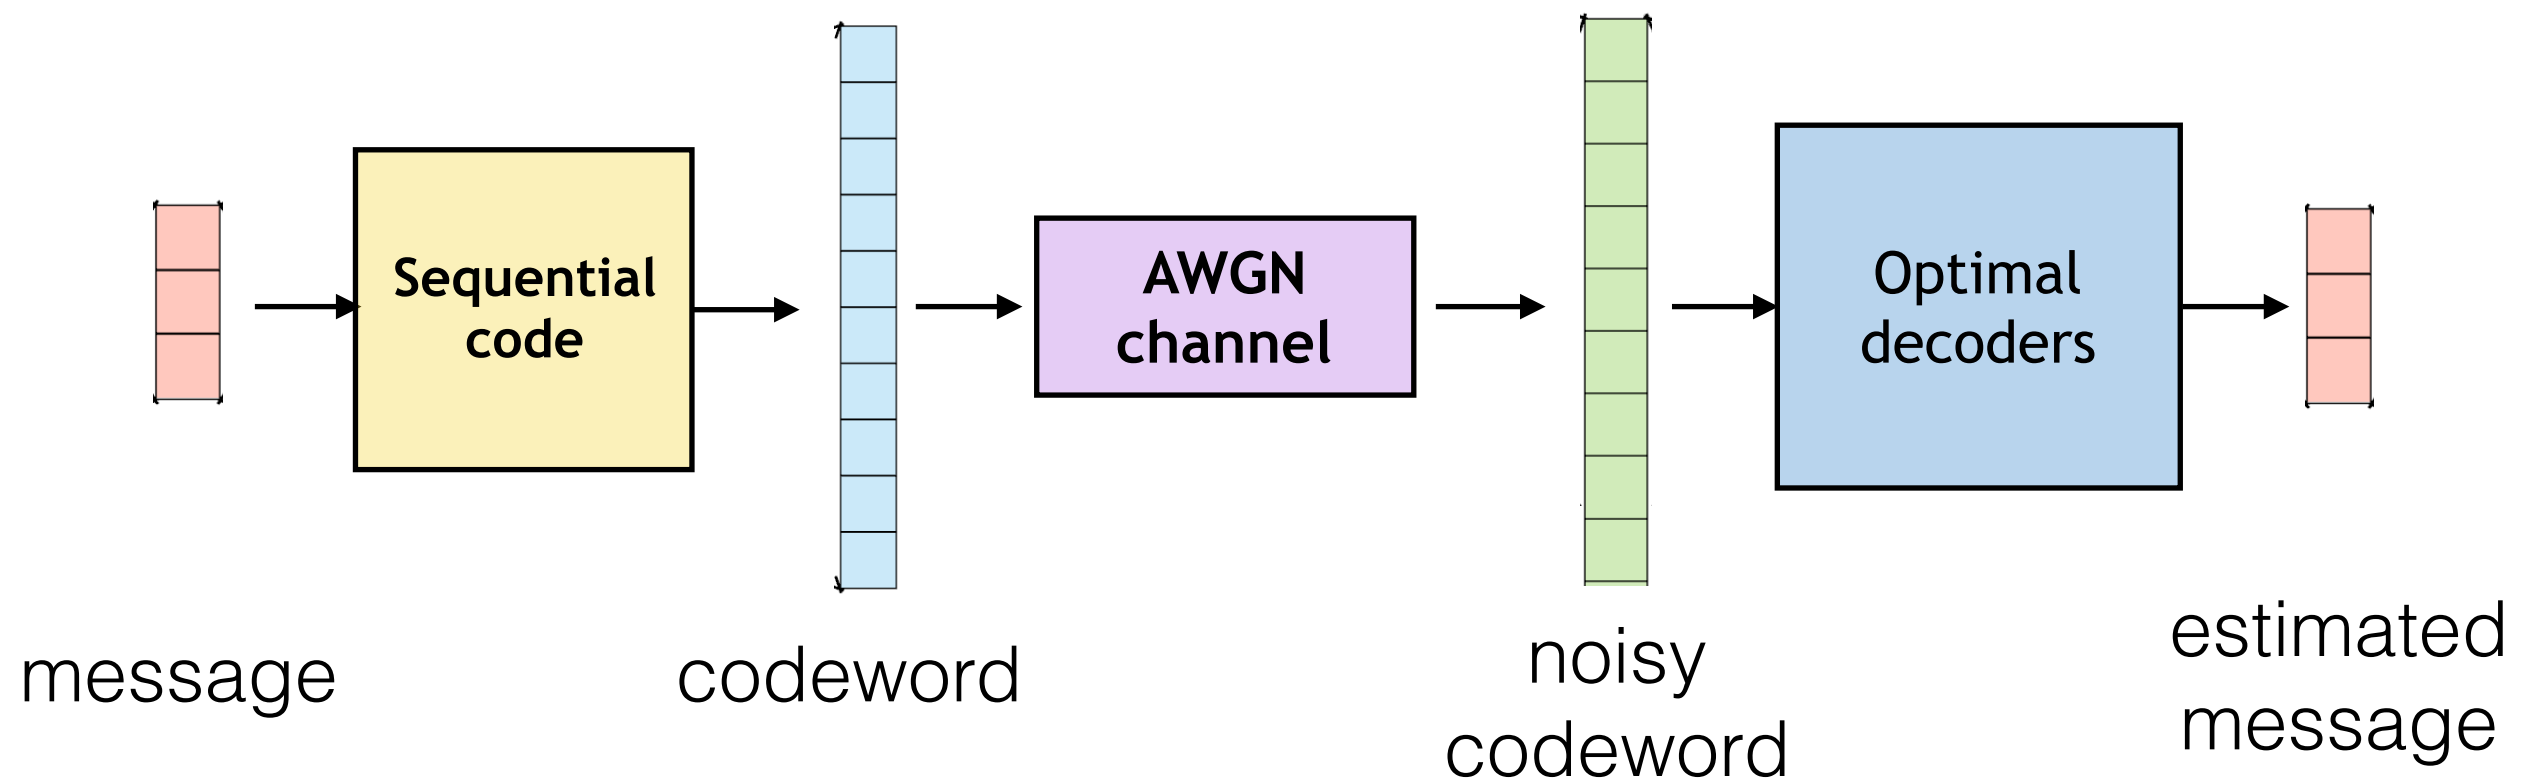 Sequential
code
AWGN
channel
Optimal
decoders
message
codeword
noisy
codeword
estimated
message